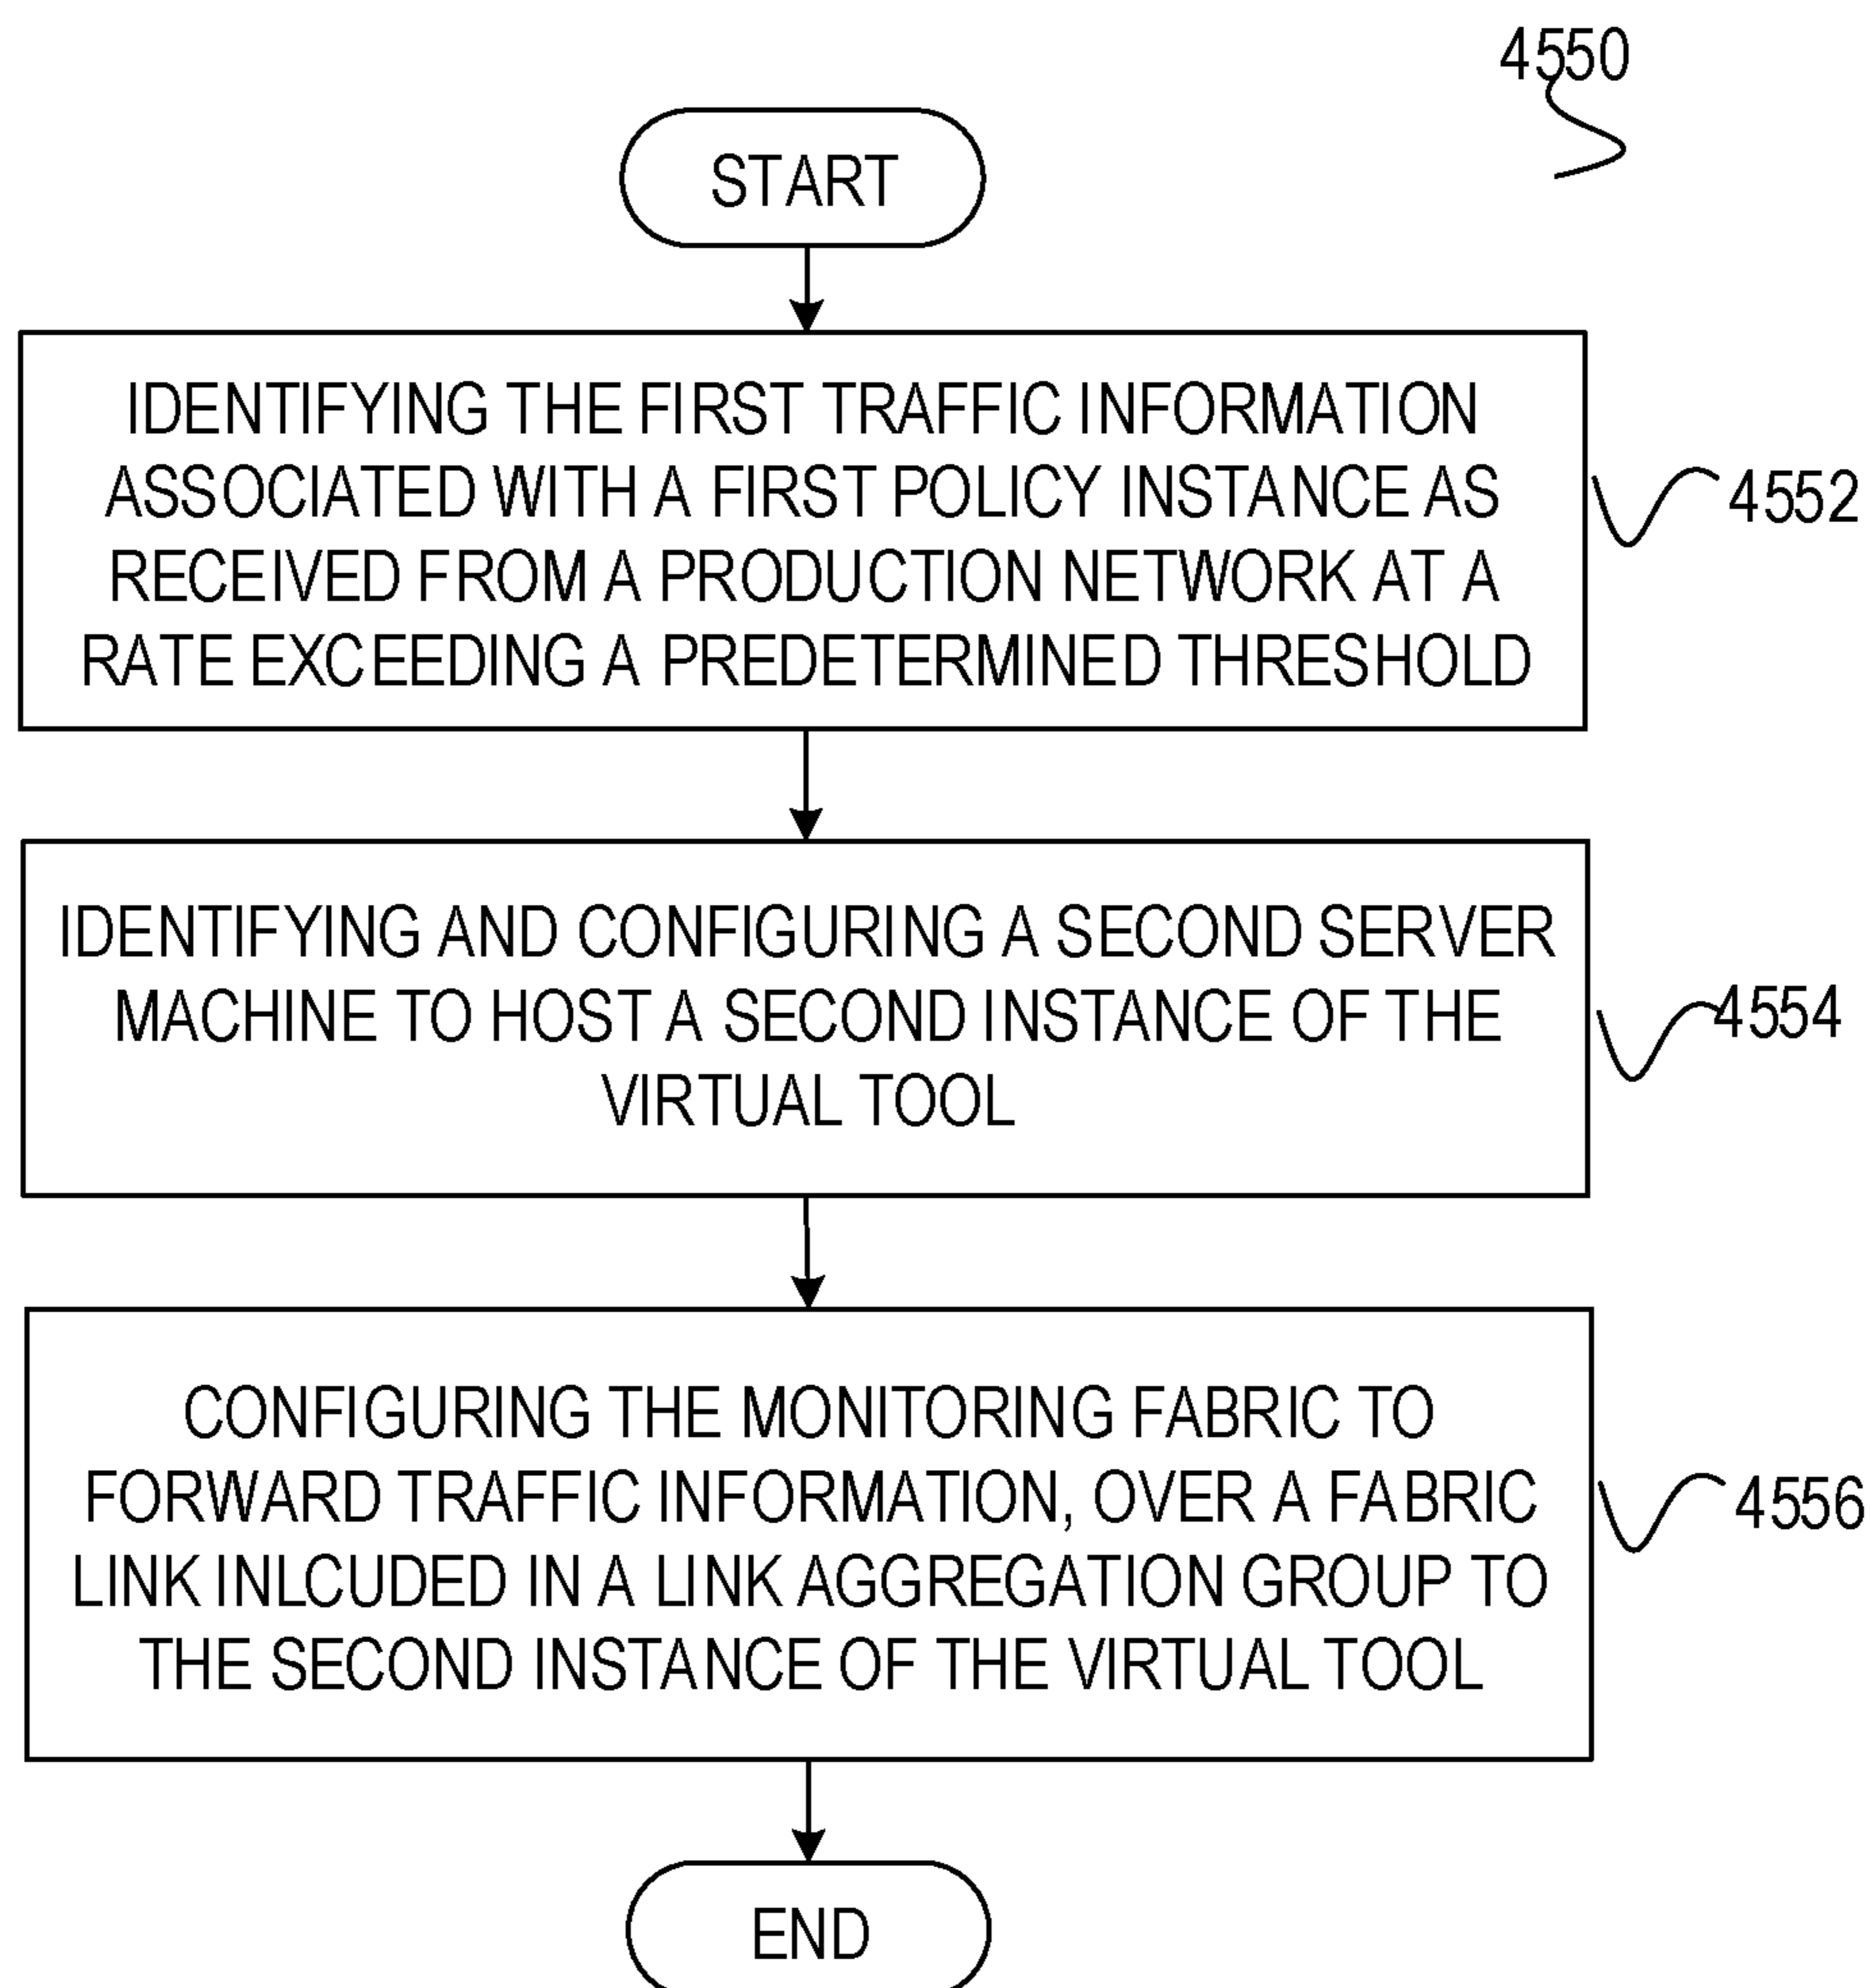 4550
START
IDENTIFYING THE FIRST TRAFFIC INFORMATION
ASSOCIATED WITH A FIRST POLICY INSTANCE AS
RECEIVED FROM A PRODUCTION NETWORK AT A
RATE EXCEEDING A PREDETERMINED THRESHOLD
4552
IDENTIFYING AND CONFIGURING A SECOND SERVER
MACHINE TO HOST A SECOND INSTANCE OF THE
VIRTUAL TOOL
4554
CONFIGURING THE MONITORING FABRIC TO
FORWARD TRAFFIC INFORMATION, OVER A FABRIC
LINK INLCUDED IN A LINK AGGREGATION GROUP TO
THE SECOND INSTANCE OF THE VIRTUAL TOOL
4556
END